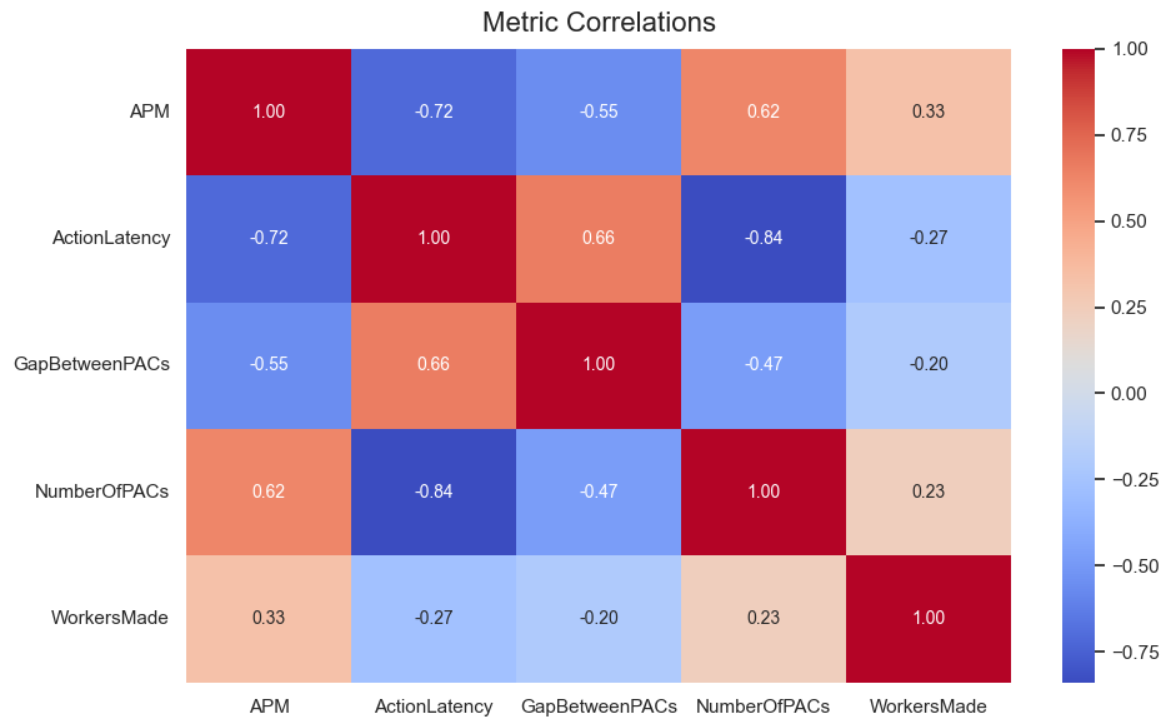 Metric Correlations
APM 1.00 -0.72 -0.55 0.62 0.33
ActionLatency -0.72 1.00 0.66 -0.84 -0.27
GapBetweenPACs -0.55 0.66 1.00 -0.47 -0.20
NumberOfPACs 0.62 -0.84 -0.47 1.00 0.23
WorkersMade 0.33 -0.27 -0.20 0.23 1.00
APM ActionLatency GapBetweenPACs NumberOfPACs WorkersMade
1.00
0.75
0.50
0.25
0.00
−0.25
−0.50
−0.75